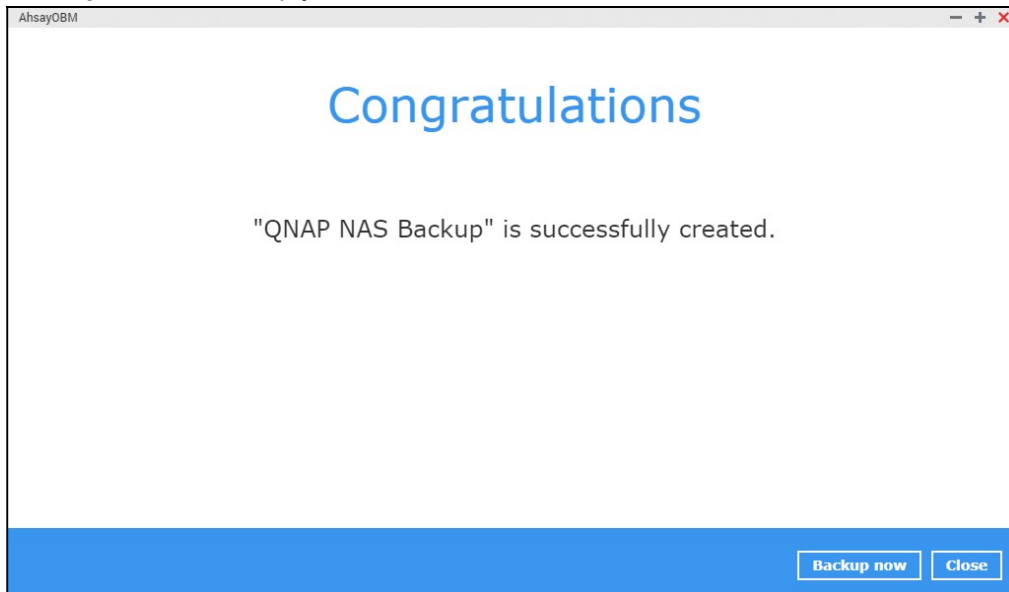 AhsayOBM
Congratulations
"QNAP NAS Backup" is successfully created.
Backup now Close